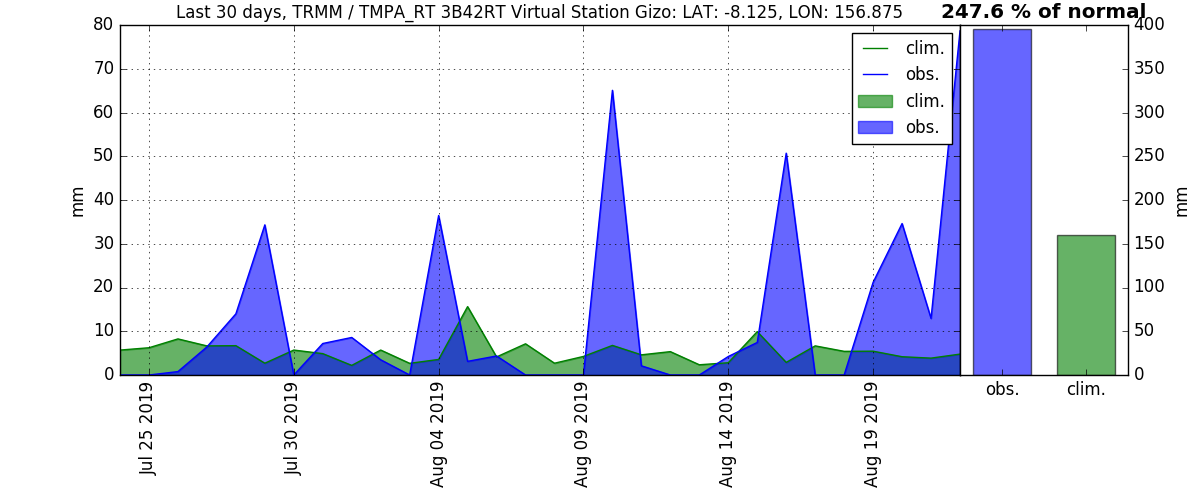 Last 30 days, TRMM / TMPA_RT 3B42RT Virtual Station Gizo: LAT: -8.125, LON: 156.875
247.6 % of normal
80
70
60
50
40
30
20
10
0
mm
clim.
obs.
clim.
obs.
Jul 25 2019
Jul 30 2019
Aug 04 2019
Aug 09 2019
Aug 14 2019
Aug 19 2019
400
350
300
250
200
150
100
50
0
mm
obs.
clim.